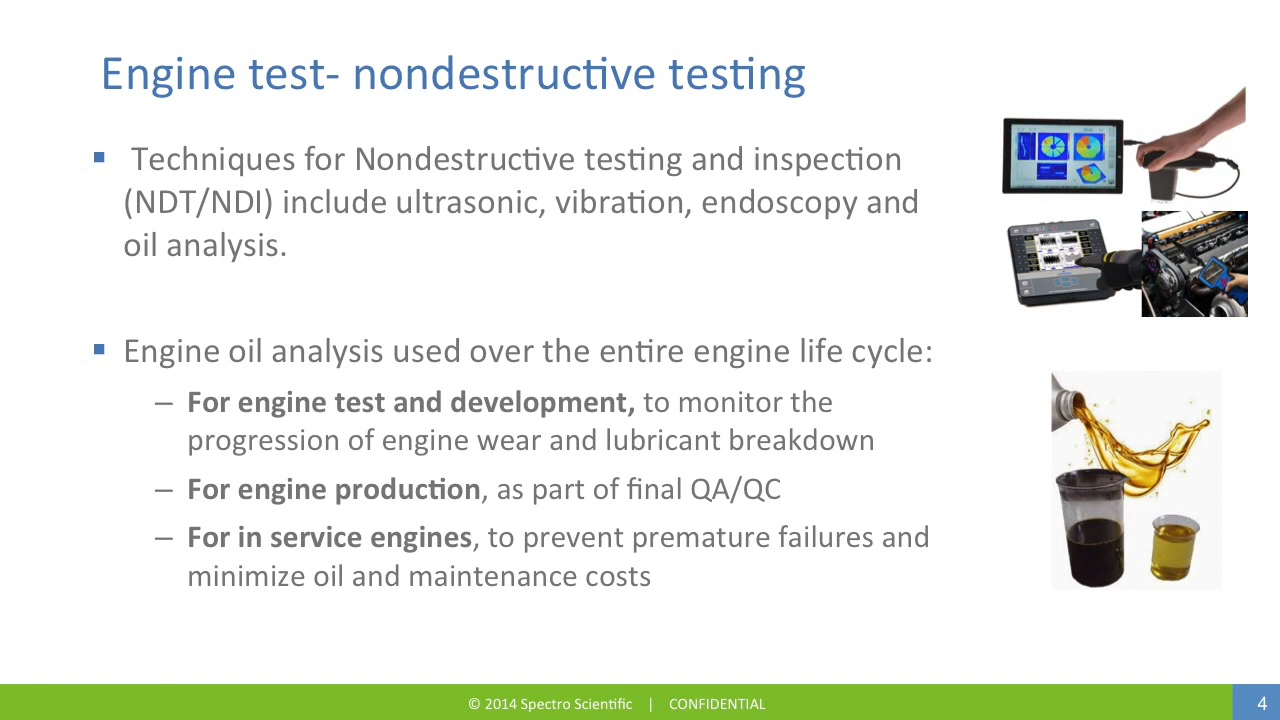 Engine test- nondestructive testing
▪ Techniques for Nondestructive testing and inspection
(NDT/NDI) include ultrasonic, vibration, endoscopy and
oil analysis.
▪ Engine oil analysis used over the entire engine life cycle:
– For engine test and development, to monitor the
progression of engine wear and lubricant breakdown
– For engine production, as part of final QA/QC
– For in service engines, to prevent premature failures and
minimize oil and maintenance costs
© 2014 Spectro Scientific | CONFIDENTIAL
4